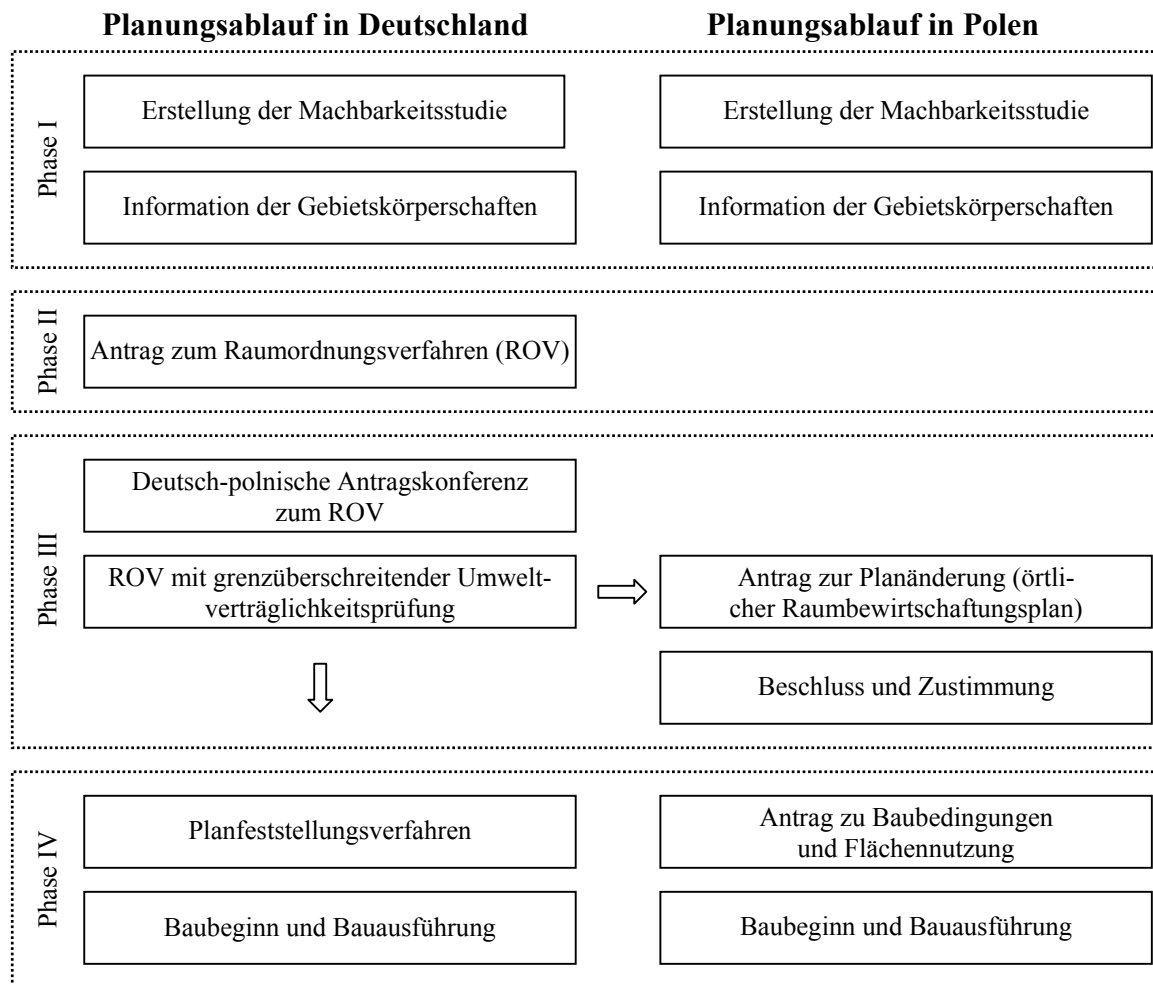 Planungsablauf in Deutschland
Planungsablauf in Polen
Phase I
Erstellung der Machbarkeitsstudie
Erstellung der Machbarkeitsstudie
Information der Gebietskörperschaften
Information der Gebietskörperschaften
Phase II
Antrag zum Raumordnungsverfahren (ROV)
Phase III
Deutsch-polnische Antragskonferenz
zum ROV
ROV mit grenzüberschreitender Umwelt-
verträglichkeitsprüfung
Antrag zur Planänderung (örtli-
cher Raumbewirtschaftungsplan)
Beschluss und Zustimmung
Phase IV
Planfeststellungsverfahren
Antrag zu Baubedingungen
und Flächennutzung
Baubeginn und Bauausführung
Baubeginn und Bauausführung